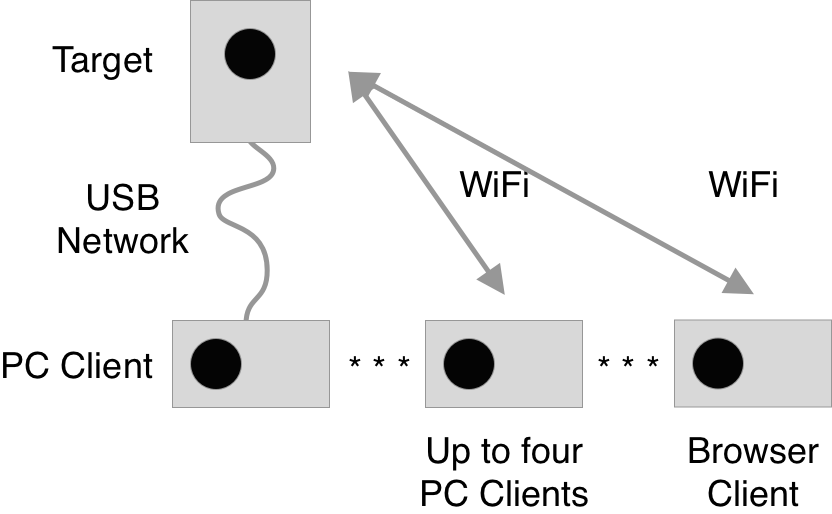 Target
WiFi
WiFi
USB
Network
PC Client
* * *
* * *
Up to four
PC Clients
Browser
Client